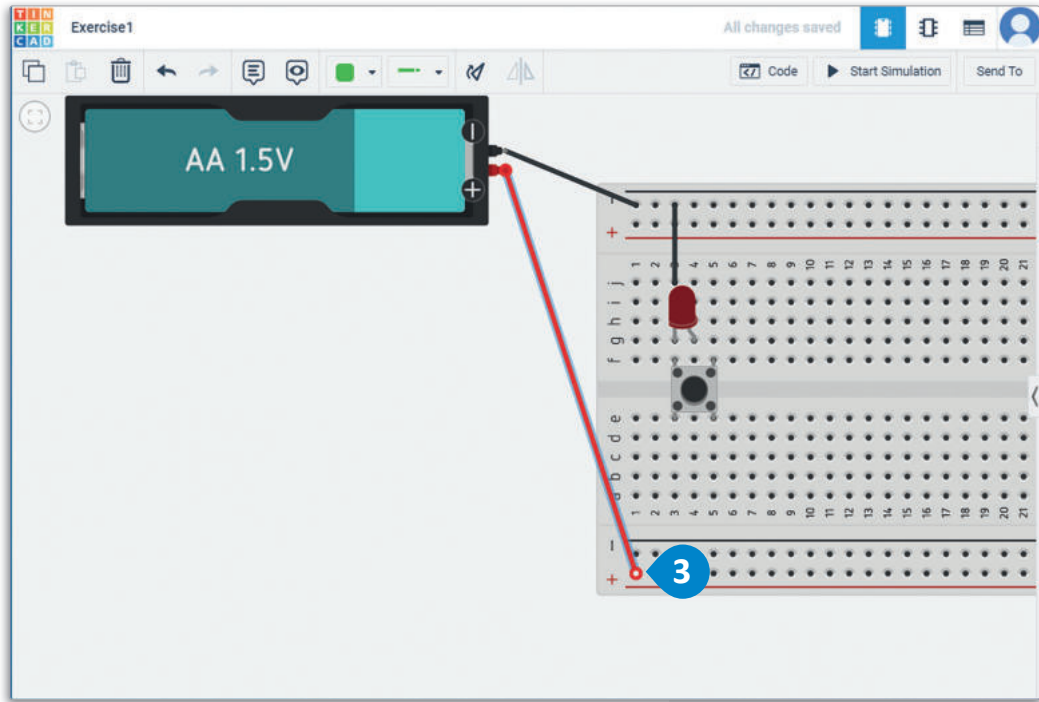 TIN
KER
CAD
Exercise1
All changes saved
Code
Start Simulation
Send To
AA 1.5V
-
+
-
+
1 2 3 4 5 6 7 8 9 10 11 12 13 14 15 16 17 18 19 20 21
j
i
h
g
f
e
d
c
b
a
1 2 3 4 5 6 7 8 9 10 11 12 13 14 15 16 17 18 19 20 21
-
+
3